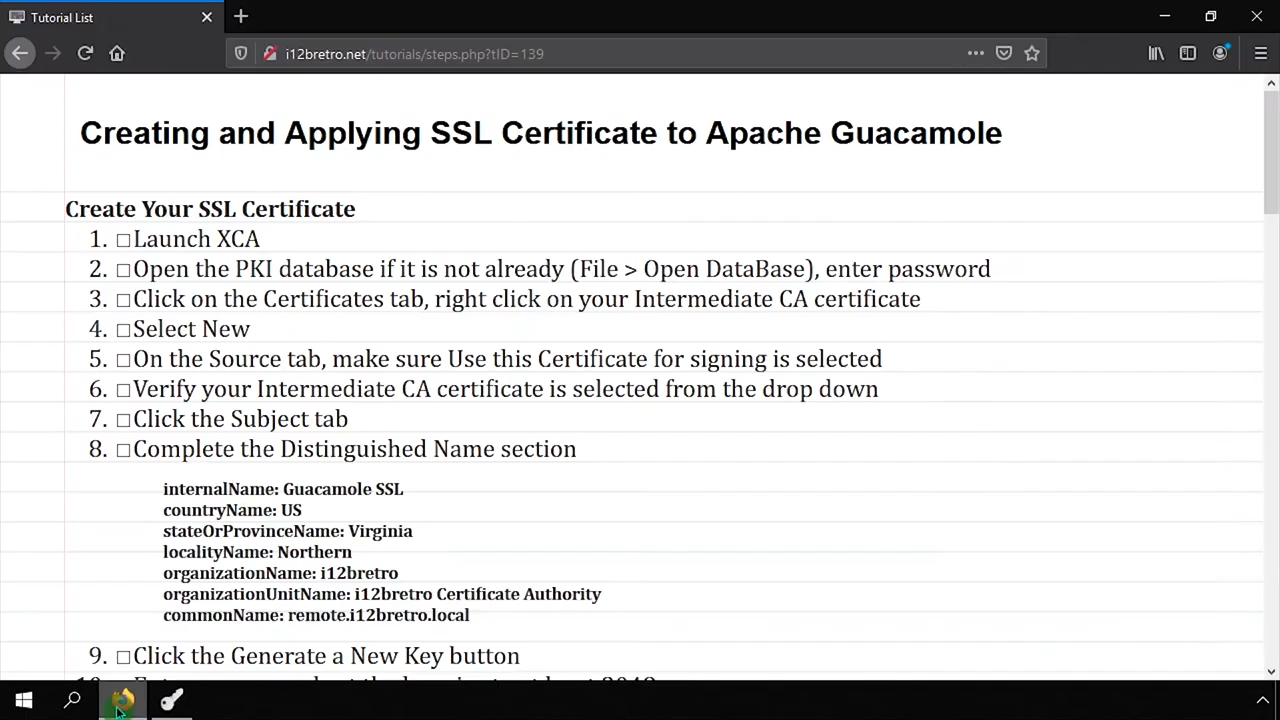 Tutorial List
i12bretro.net/tutorials/steps.php?tID=139
Creating and Applying SSL Certificate to Apache Guacamole
Create Your SSL Certificate
1. □Launch XCA
2. □Open the PKI database if it is not already (File > Open DataBase), enter password
3. □Click on the Certificates tab, right click on your Intermediate CA certificate
4. □Select New
5. □On the Source tab, make sure Use this Certificate for signing is selected
6. □Verify your Intermediate CA certificate is selected from the drop down
7. □Click the Subject tab
8. □Complete the Distinguished Name section
internalName: Guacamole SSL
countryName: US
stateOrProvinceName: Virginia
localityName: Northern
organizationName: i12bretro
organizationUnitName: i12bretro Certificate Authority
commonName: remote.i12bretro.local
9. □Click the Generate a New Key button